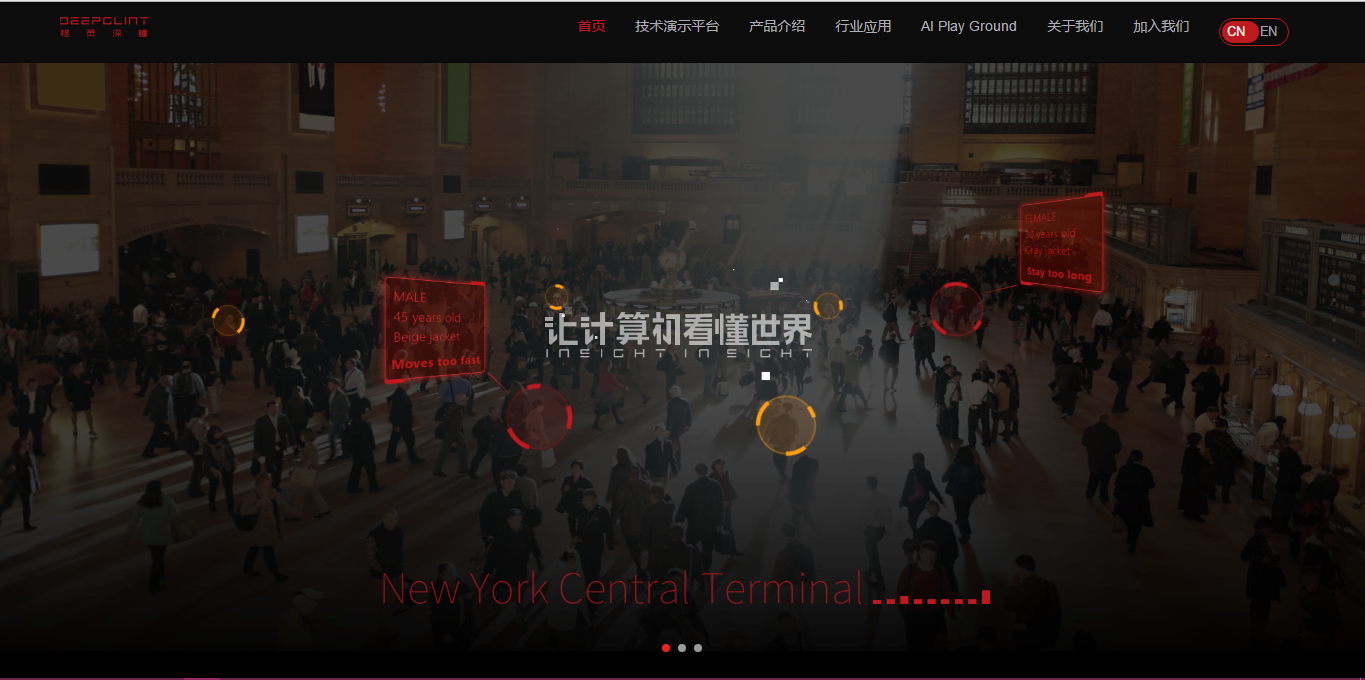 DEEPGLINT
格灵深瞳
首页
技术演示平台
产品介绍
行业应用
AI Play Ground
关于我们
加入我们
CN EN
FEMALE
30 years old
Gray jacket
Stay too long
MALE
45 years old
Beige jacket
Moves too fast
让计算机看懂世界
INSIGHT IN SIGHT
New York Central Terminal